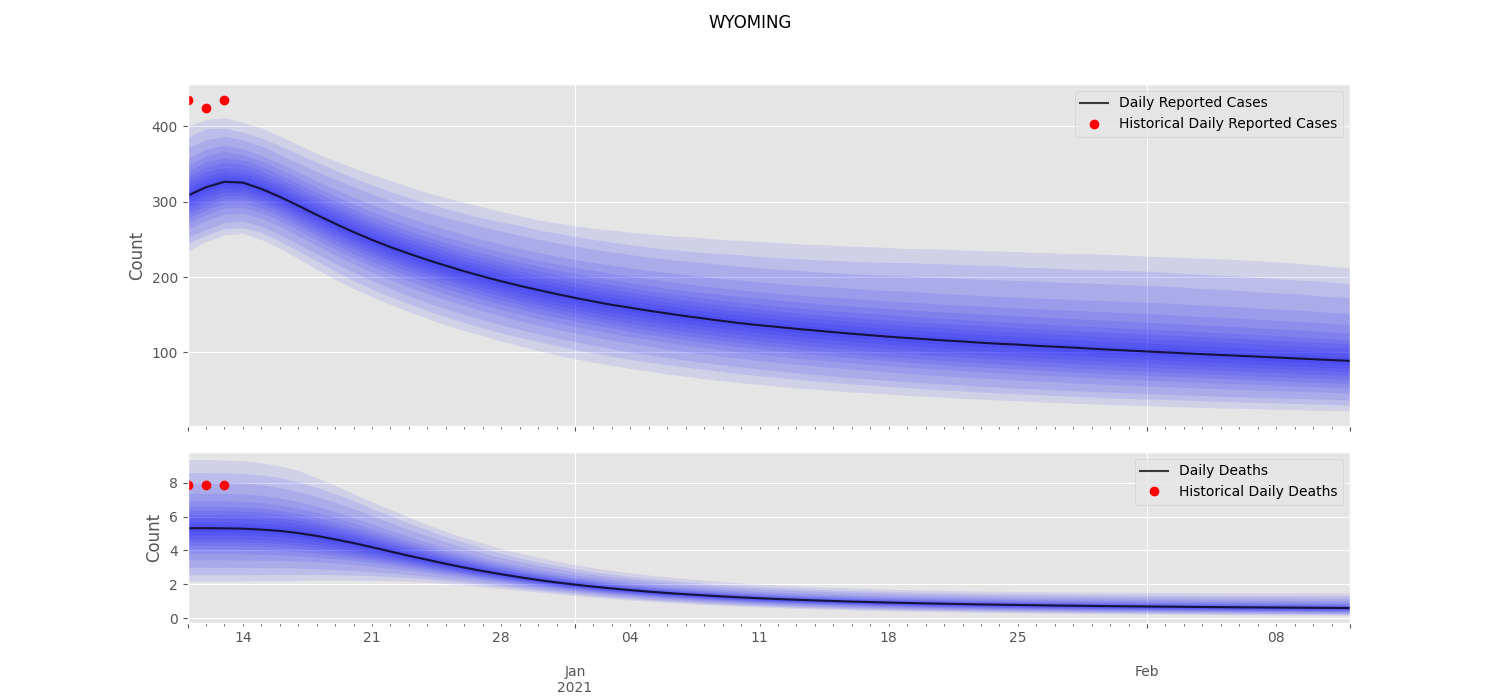 WYOMING
Daily Reported Cases
Historical Daily Reported Cases
Count
400
300
200
100
Daily Deaths
Historical Daily Deaths
Count
8
6
4
2
0
14 21 28 04 11 18 25 08
Jan Feb
2021